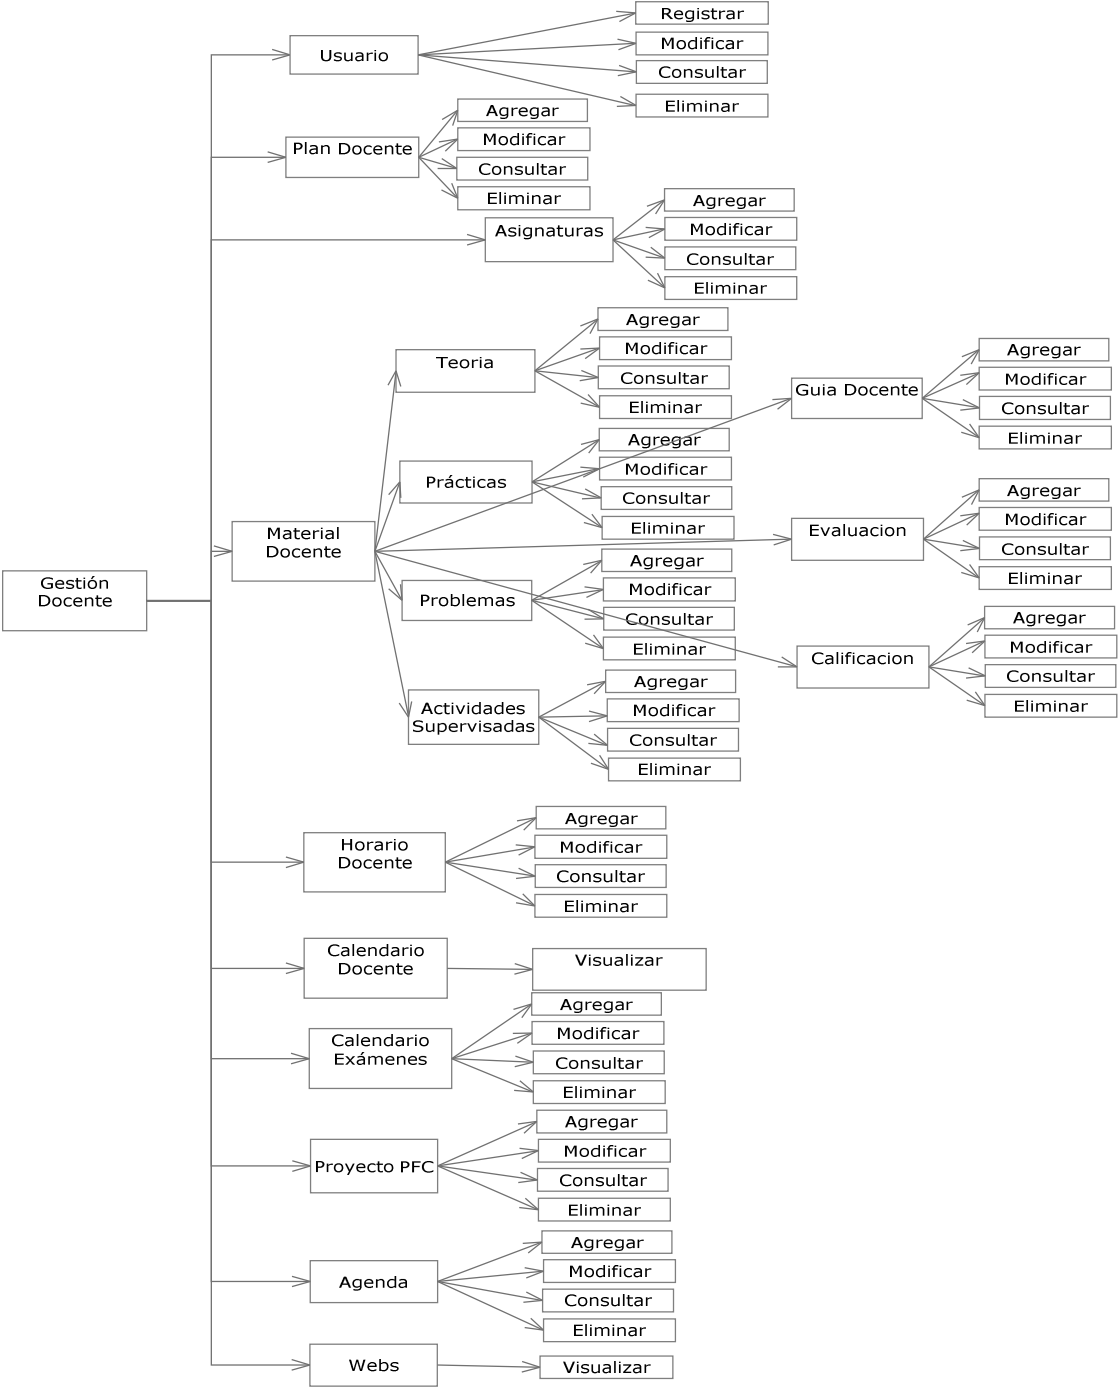 Gestión
Docente
Usuario
Registrar
Modificar
Consultar
Eliminar
Plan Docente
Agregar
Modificar
Consultar
Eliminar
Asignaturas
Agregar
Modificar
Consultar
Eliminar
Material
Docente
Teoria
Agregar
Modificar
Consultar
Eliminar
Prácticas
Agregar
Modificar
Consultar
Eliminar
Problemas
Agregar
Modificar
Consultar
Eliminar
Actividades
Supervisadas
Agregar
Modificar
Consultar
Eliminar
Guia Docente
Agregar
Modificar
Consultar
Eliminar
Evaluacion
Agregar
Modificar
Consultar
Eliminar
Calificacion
Agregar
Modificar
Consultar
Eliminar
Horario
Docente
Agregar
Modificar
Consultar
Eliminar
Calendario
Docente
Visualizar
Calendario
Exámenes
Agregar
Modificar
Consultar
Eliminar
Proyecto PFC
Agregar
Modificar
Consultar
Eliminar
Agenda
Agregar
Modificar
Consultar
Eliminar
Webs
Visualizar